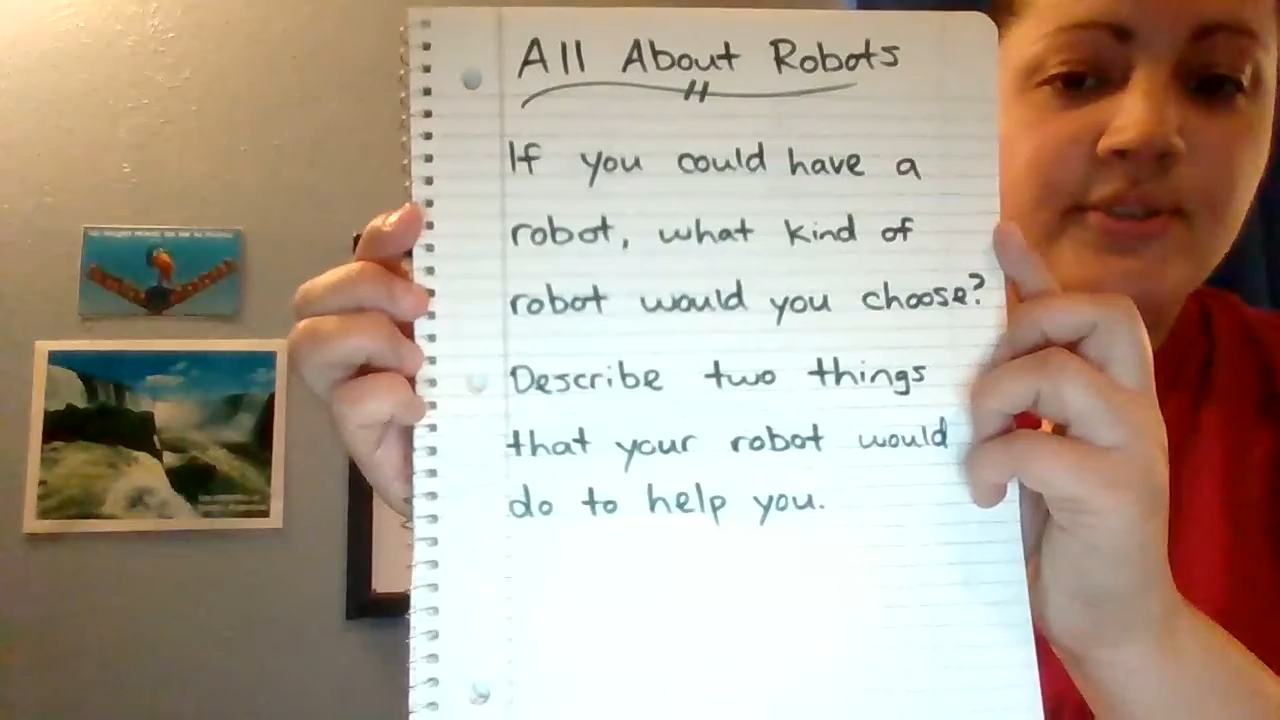 All About Robots
If you could have a
robot, what kind of
robot would you choose?
Describe two things
that your robot would
do to help you.